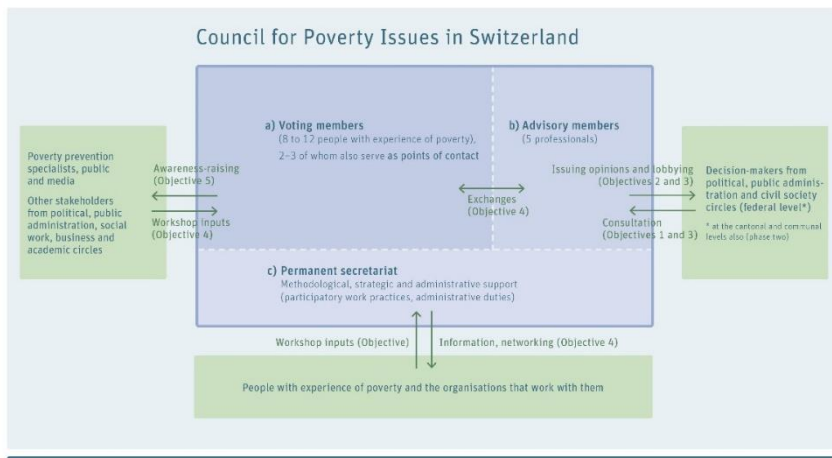 Council for Poverty Issues in Switzerland
a) Voting members
(8 to 12 people with experience of poverty),
2–3 of whom also serve as points of contact
b) Advisory members
(5 professionals)
Poverty prevention
specialists, public
and media
Other stakeholders
from political, public
administration, social
work, business and
academic circles
Awareness-raising
(Objective 5)
Workshop inputs
(Objective 4)
Exchanges
(Objective 4)
Issuing opinions and lobbying
(Objectives 2 and 3)
Consultation
(Objectives 1 and 3)
Decision-makers from
political, public adminis-
tration and civil society
circles (federal level*)
* at the cantonal and communal
levels also (phase two)
c) Permanent secretariat
Methodological, strategic and administrative support
(participatory work practices, administrative duties)
Workshop inputs (Objective)
Information, networking (Objective 4)
People with experience of poverty and the organisations that work with them